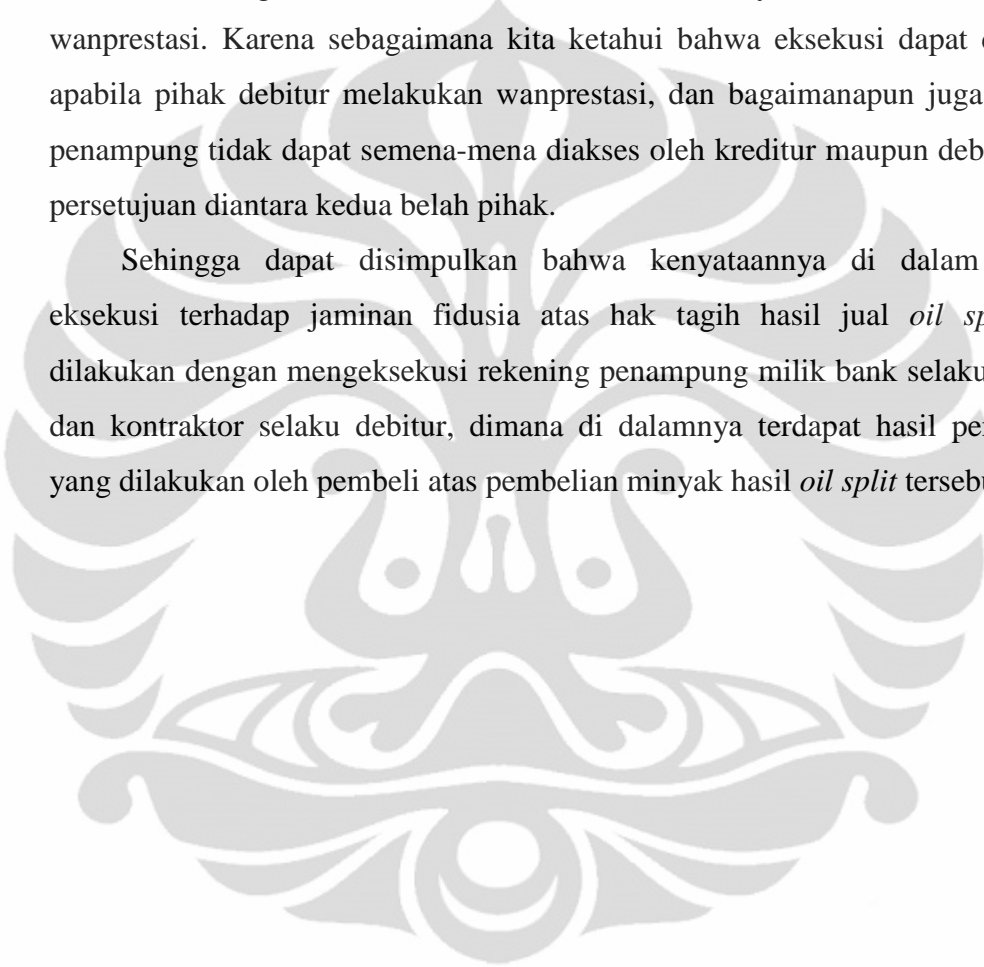 wanprestasi. Karena sebagaimana kita ketahui bahwa eksekusi dapat
apabila pihak debitur melakukan wanprestasi, dan bagaimanapun juga
penampung tidak dapat semena-mena diakses oleh kreditur maupun deb
persetujuan diantara kedua belah pihak.
Sehingga dapat disimpulkan bahwa kenyataannya di dalam
eksekusi terhadap jaminan fidusia atas hak tagih hasil jual oil sp
dilakukan dengan mengeksekusi rekening penampung milik bank selaku
dan kontraktor selaku debitur, dimana di dalamnya terdapat hasil pe
yang dilakukan oleh pembeli atas pembelian minyak hasil oil split tersebu